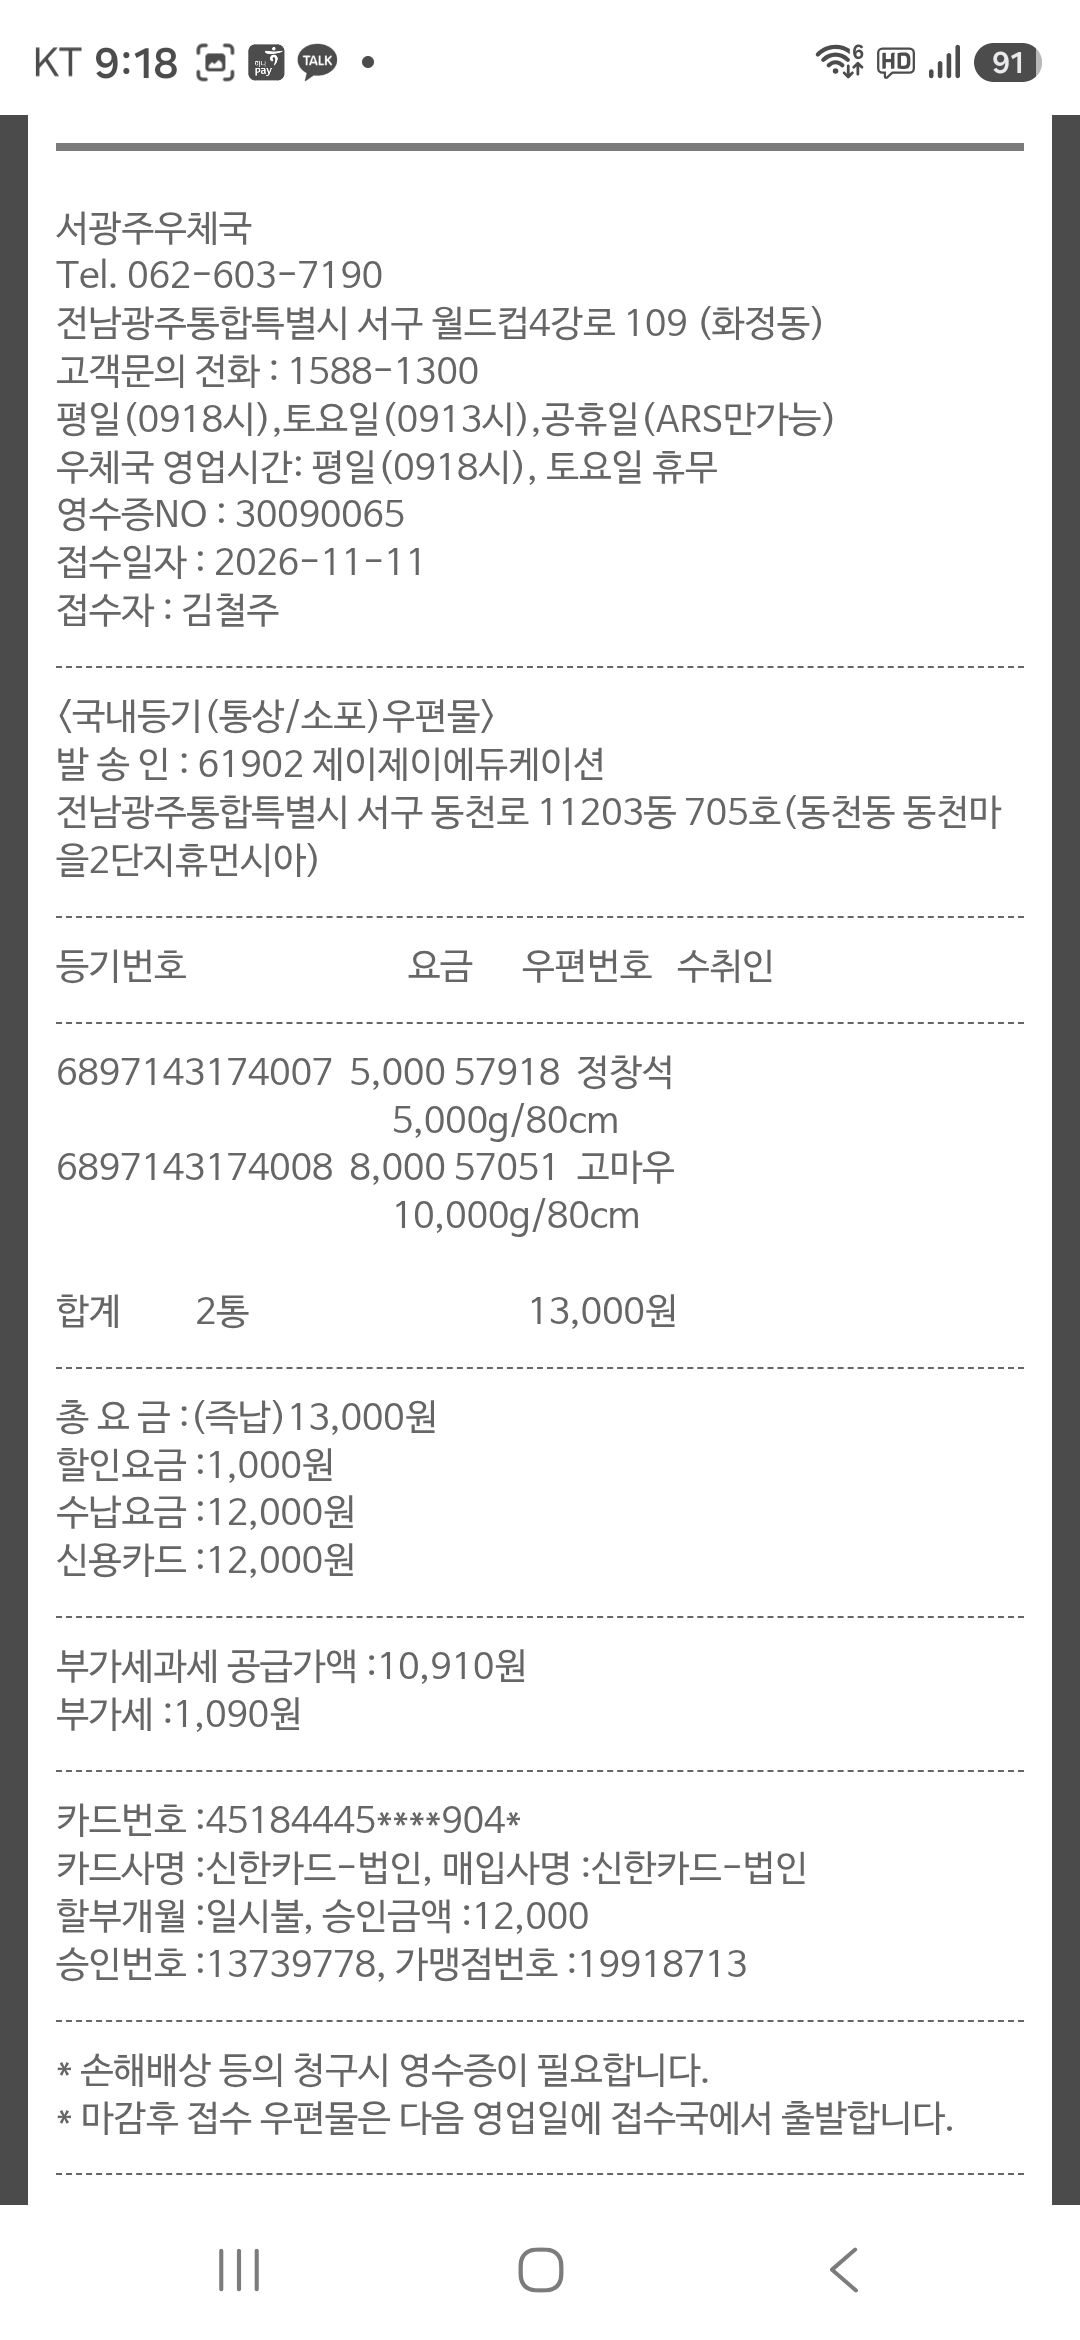 KT 9:18 하나 pay TALK 6 HD 91
서광주우체국
Tel. 062-603-7190
전남광주통합특별시 서구 월드컵4강로 109 (화정동)
고객문의 전화 : 1588-1300
평일(0918시),토요일(0913시),공휴일(ARS만가능)
우체국 영업시간: 평일(0918시), 토요일 휴무
영수증NO : 30090065
접수일자 : 2026-11-11
접수자 : 김철주
〈국내등기(통상/소포)우편물〉
발 송 인 : 61902 제이제이에듀케이션
전남광주통합특별시 서구 동천로 11203동 705호(동천동 동천마
을2단지휴먼시아)
등기번호 요금 우편번호 수취인
6897143174007 5,000 57918 정창석
5,000g/80cm
6897143174008 8,000 57051 고마우
10,000g/80cm
합계 2통 13,000원
총 요 금 :(즉납)13,000원
할인요금 :1,000원
수납요금 :12,000원
신용카드 :12,000원
부가세과세 공급가액 :10,910원
부가세 :1,090원
카드번호 :45184445****904*
카드사명 :신한카드-법인, 매입사명 :신한카드-법인
할부개월 :일시불, 승인금액 :12,000
승인번호 :13739778, 가맹점번호 :19918713
* 손해배상 등의 청구시 영수증이 필요합니다.
* 마감후 접수 우편물은 다음 영업일에 접수국에서 출발합니다.